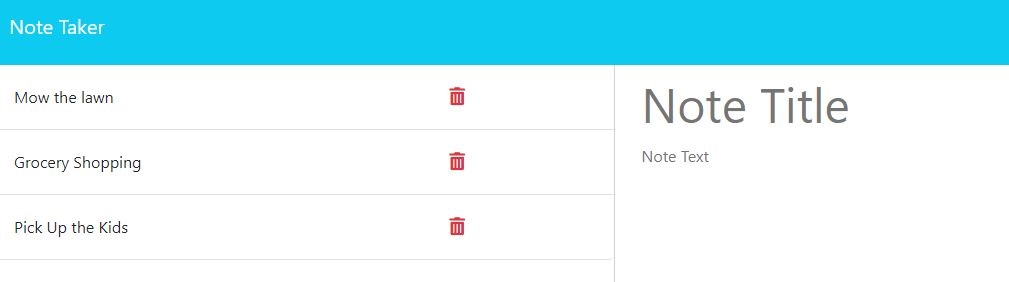 Note Taker
Mow the lawn
Grocery Shopping
Pick Up the Kids
Note Title
Note Text